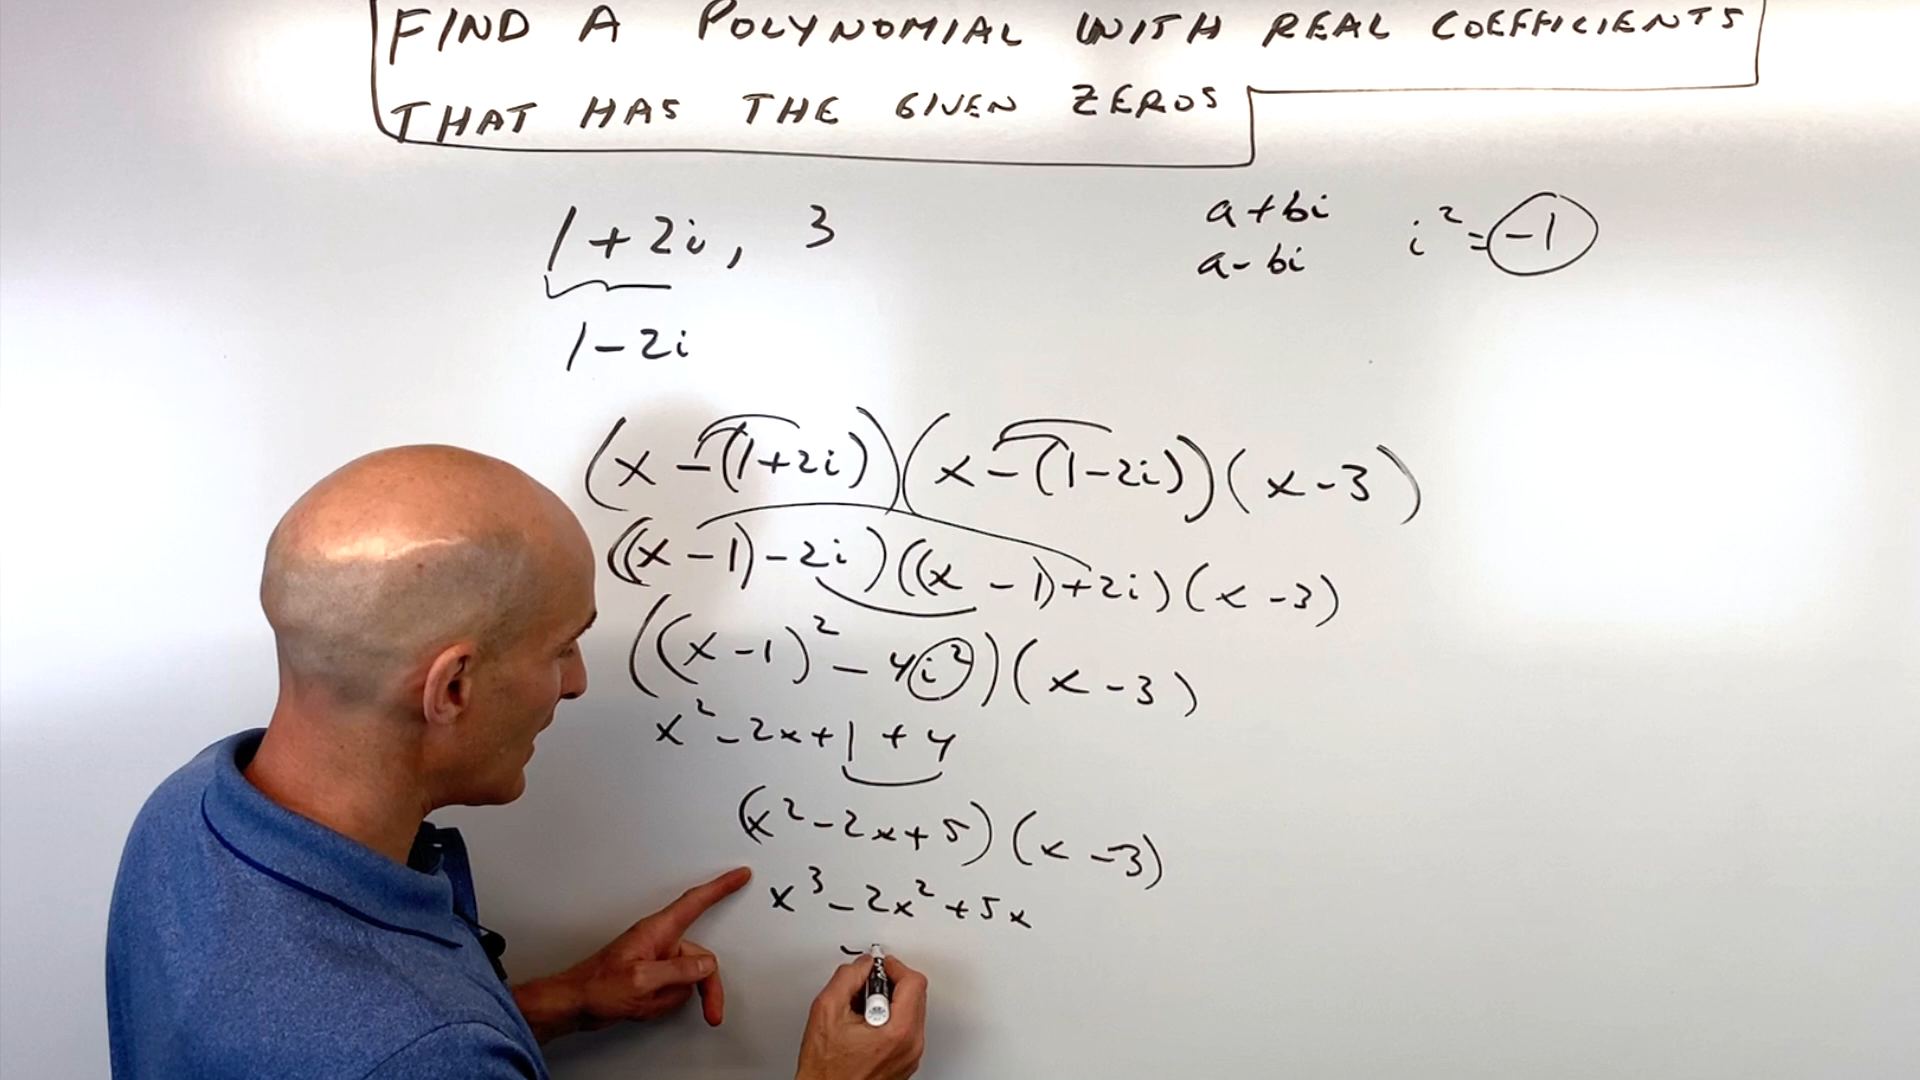 FIND A POLYNOMIAL WITH REAL COEFFICIENTS
THAT HAS THE GIVEN ZEROS
1+2i, 3
a+bi
a-bi
i²=-1
1-2i
(x-(1+2i))(x-(1-2i))(x-3)
((x-1)-2i)((x-1)+2i)(x-3)
((x-1)²-4i²)(x-3)
x²-2x+1+4
(x²-2x+5)(x-3)
x³-2x²+5x
-